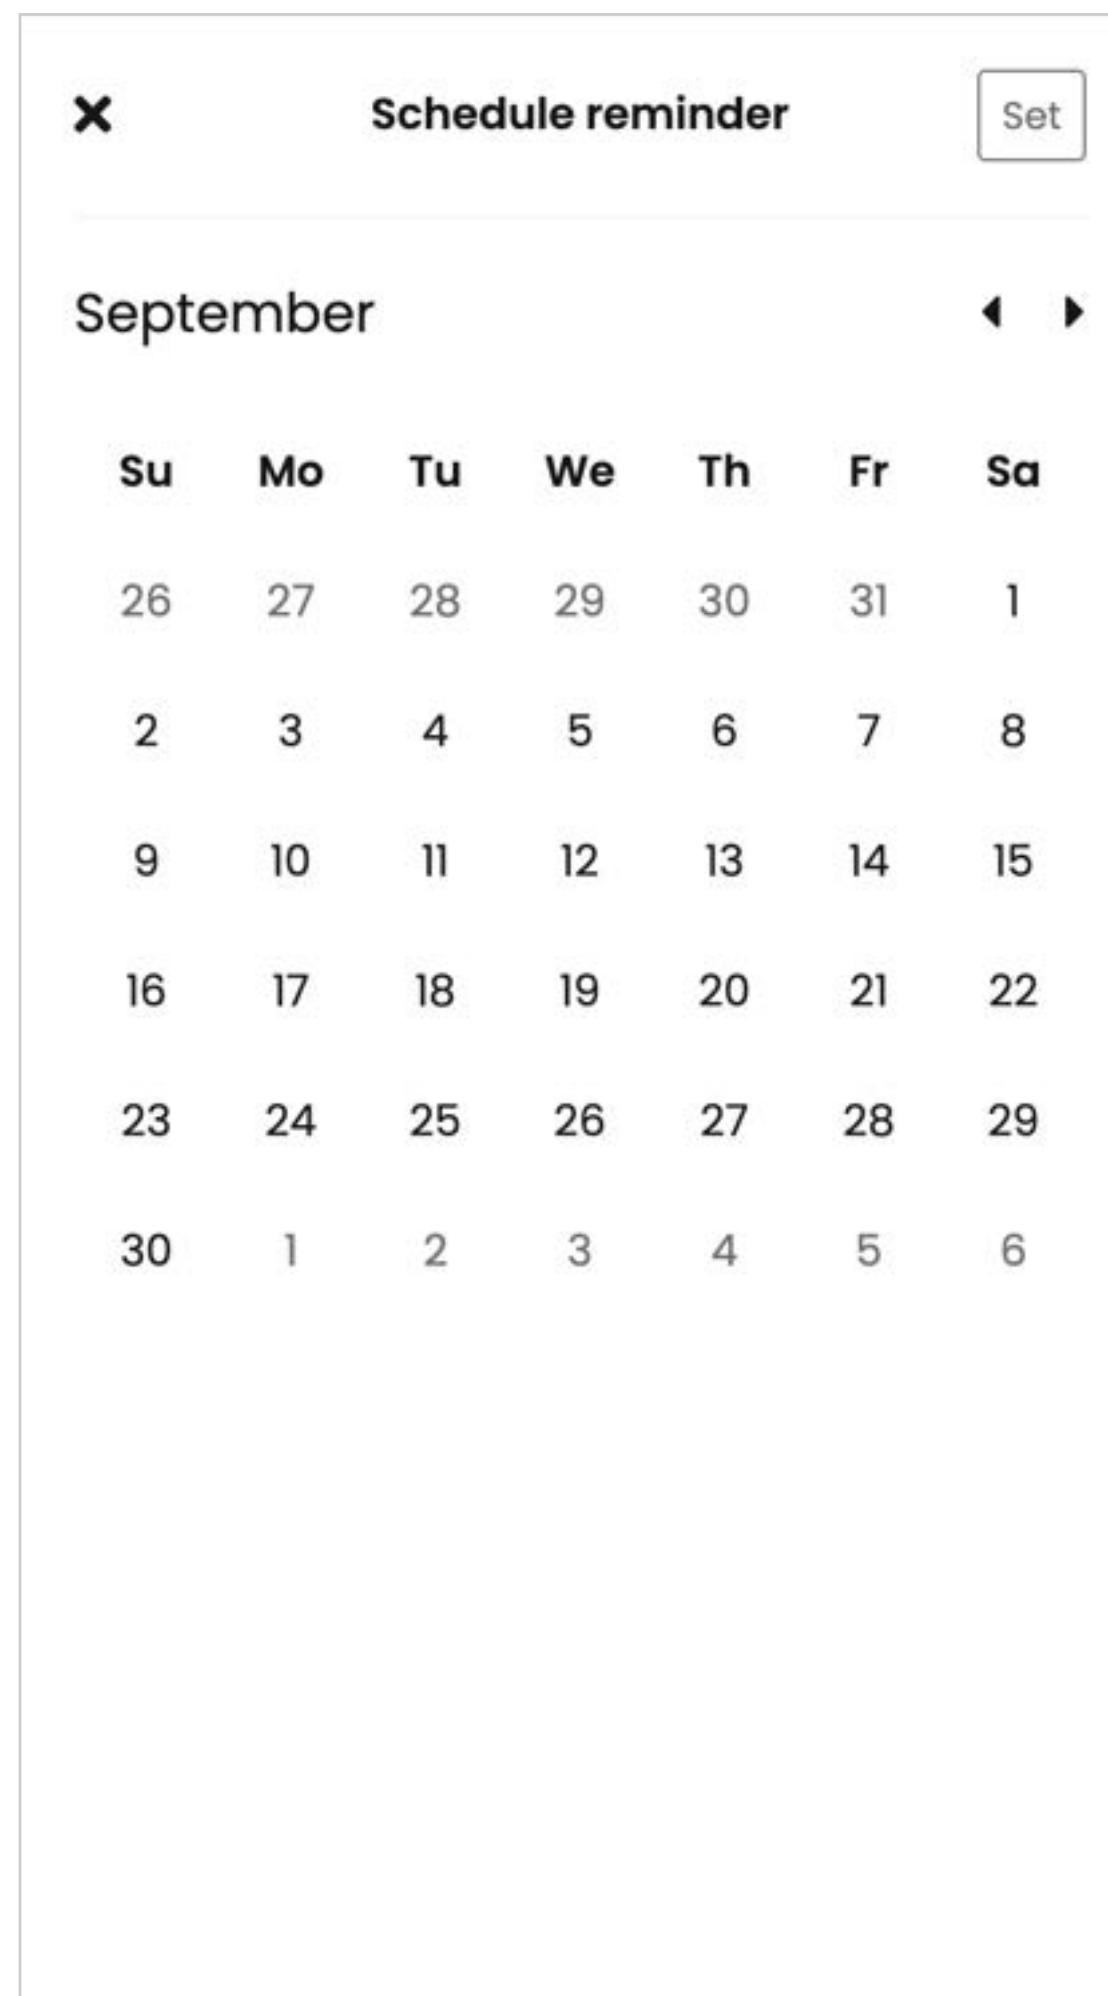 Schedule reminder Set
September
Su Mo Tu We Th Fr Sa
26 27 28 29 30 31 1
2 3 4 5 6 7 8
9 10 11 12 13 14 15
16 17 18 19 20 21 22
23 24 25 26 27 28 29
30 1 2 3 4 5 6